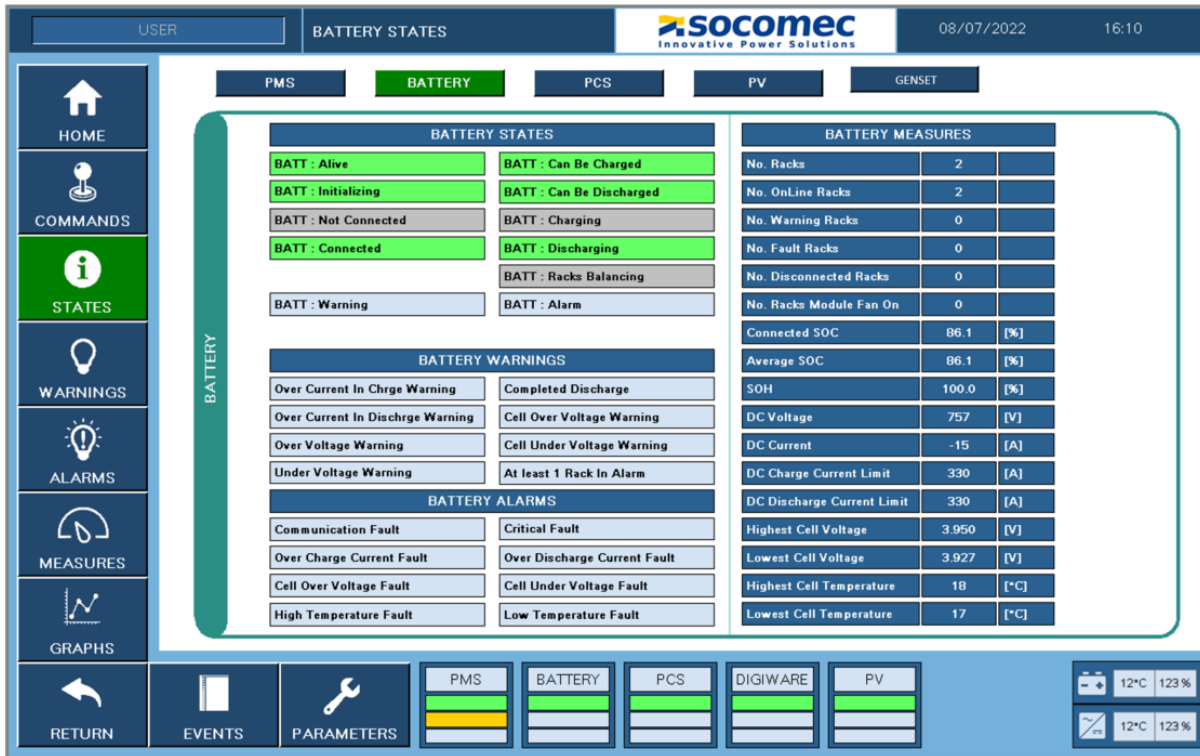 USER
BATTERY STATES
socomec
Innovative Power Solutions
08/07/2022
16:10
HOME
COMMANDS
STATES
WARNINGS
ALARMS
MEASURES
GRAPHS
PMS
BATTERY
PCS
PV
GENSET
BATTERY
BATTERY STATES
BATT : Alive
BATT : Can Be Charged
BATT : Initializing
BATT : Can Be Discharged
BATT : Not Connected
BATT : Charging
BATT : Connected
BATT : Discharging
BATT : Racks Balancing
BATT : Warning
BATT : Alarm
BATTERY WARNINGS
Over Current In Chrge Warning
Completed Discharge
Over Current In Dischrge Warning
Cell Over Voltage Warning
Over Voltage Warning
Cell Under Voltage Warning
Under Voltage Warning
At least 1 Rack In Alarm
BATTERY ALARMS
Communication Fault
Critical Fault
Over Charge Current Fault
Over Discharge Current Fault
Cell Over Voltage Fault
Cell Under Voltage Fault
High Temperature Fault
Low Temperature Fault
BATTERY MEASURES
No. Racks 2
No. OnLine Racks 2
No. Warning Racks 0
No. Fault Racks 0
No. Disconnected Racks 0
No. Racks Module Fan On 0
Connected SOC 86.1 [%]
Average SOC 86.1 [%]
SOH 100.0 [%]
DC Voltage 757 [V]
DC Current -15 [A]
DC Charge Current Limit 330 [A]
DC Discharge Current Limit 330 [A]
Highest Cell Voltage 3.950 [V]
Lowest Cell Voltage 3.927 [V]
Highest Cell Temperature 18 [°C]
Lowest Cell Temperature 17 [°C]
RETURN
EVENTS
PARAMETERS
PMS
BATTERY
PCS
DIGIWARE
PV
12°C 123%
12°C 123%